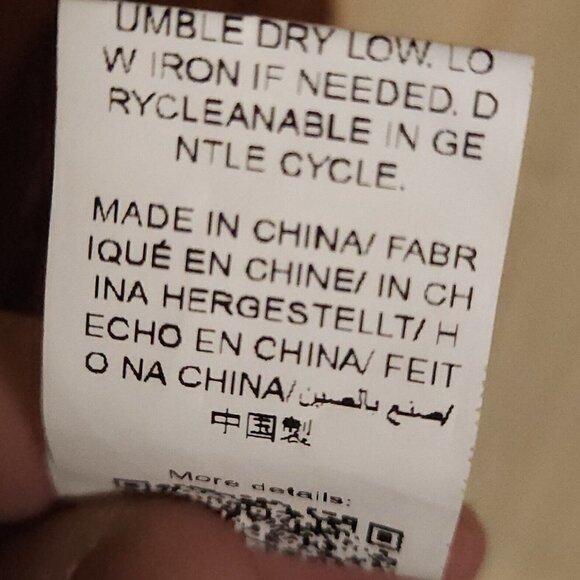 UMBLE DRY LOW. LO
W IRON IF NEEDED. D
RYCLEANABLE IN GE
NTLE CYCLE.
MADE IN CHINA/ FABR
IQUÉ EN CHINE/ IN CH
INA HERGESTELLT/ H
ECHO EN CHINA/ FEIT
O NA CHINA/صنع بالصين/
中国製
More details: